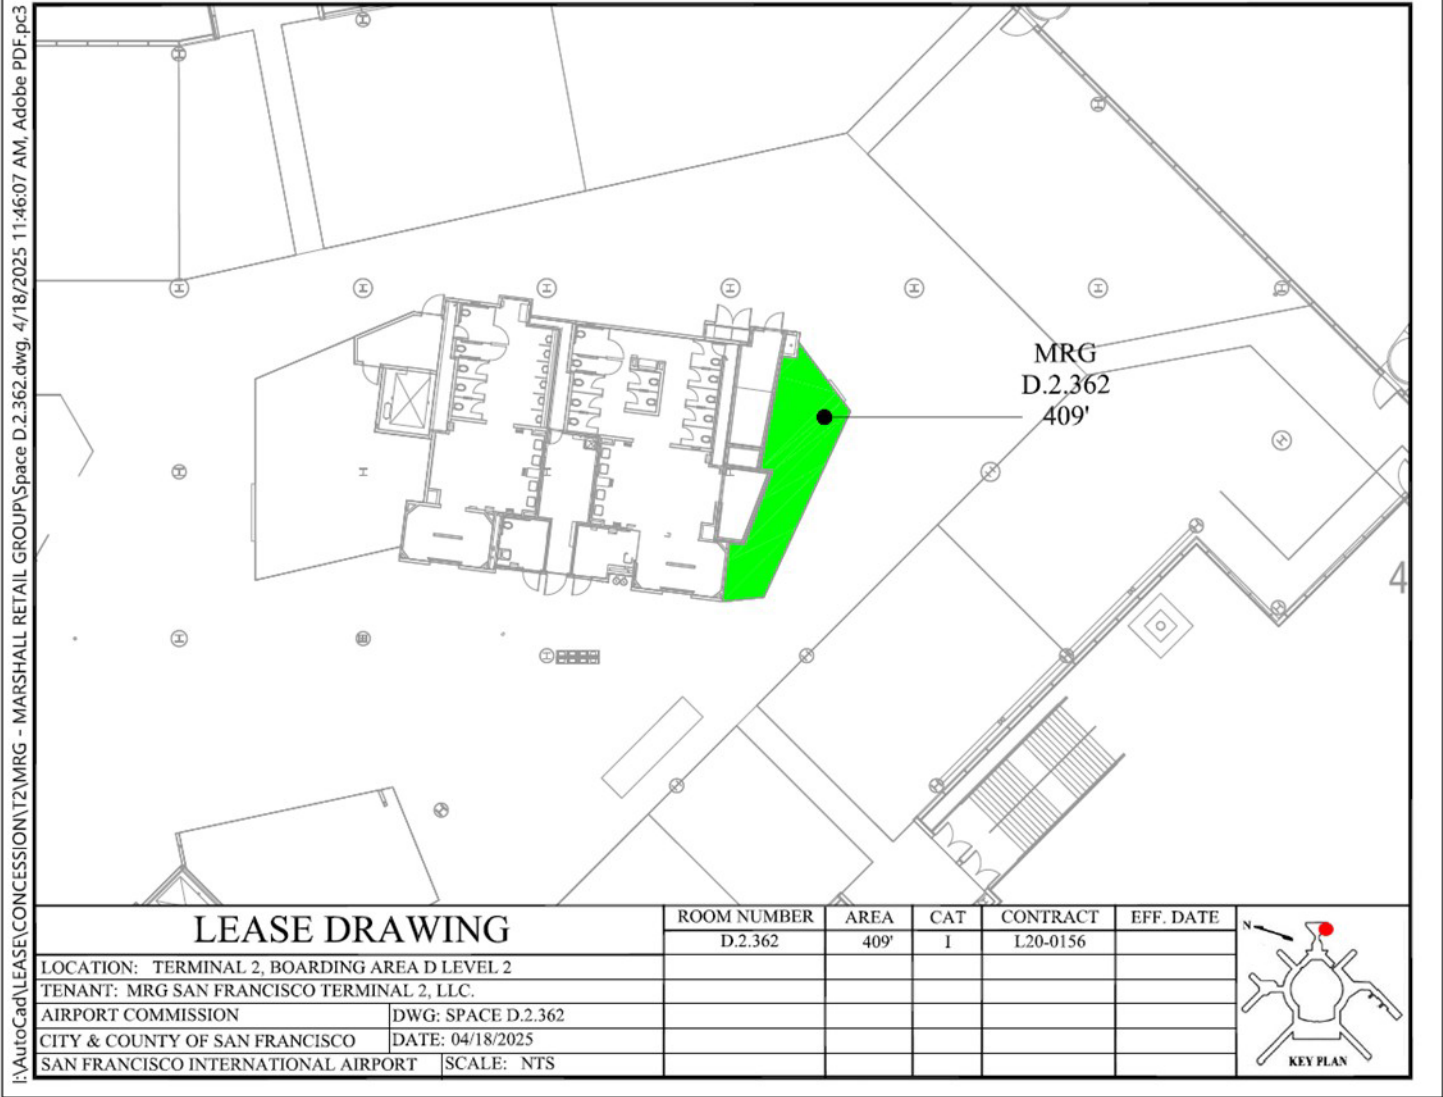 I:\AutoCad\LEASE\CONCESSION\T2\MRG - MARSHALL RETAIL GROUP\Space D.2.362.dwg, 4/18/2025 11:46:07 AM, Adobe PDF.pc3
MRG
D.2.362
409'
4
LEASE DRAWING
ROOM NUMBER AREA CAT CONTRACT EFF. DATE
D.2.362 409' I L20-0156
LOCATION: TERMINAL 2, BOARDING AREA D LEVEL 2
TENANT: MRG SAN FRANCISCO TERMINAL 2, LLC.
AIRPORT COMMISSION DWG: SPACE D.2.362
CITY & COUNTY OF SAN FRANCISCO DATE: 04/18/2025
SAN FRANCISCO INTERNATIONAL AIRPORT SCALE: NTS
N
KEY PLAN